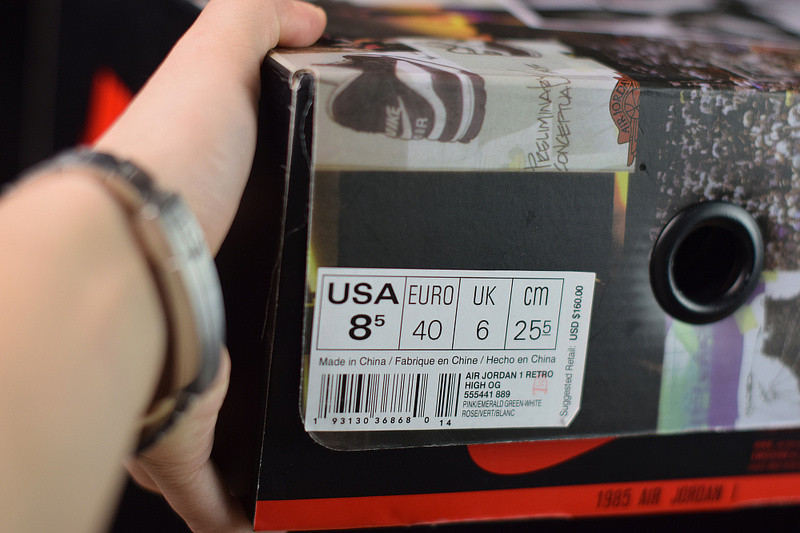 NIKE
AIR
PRELIMINARY
CONCEPTUAL
AIR JORDAN
USA EURO UK cm
8⁵ 40 6 25⁵
Made in China / Fabrique en Chine / Hecho en China
AIR JORDAN 1 RETRO
HIGH OG
555441 889
PINK/EMERALD GREEN-WHITE
ROSE/VERT/BLANC
1 93130 36868 0 14
Suggested Retail: USD $160.00
1985 AIR JORDAN I